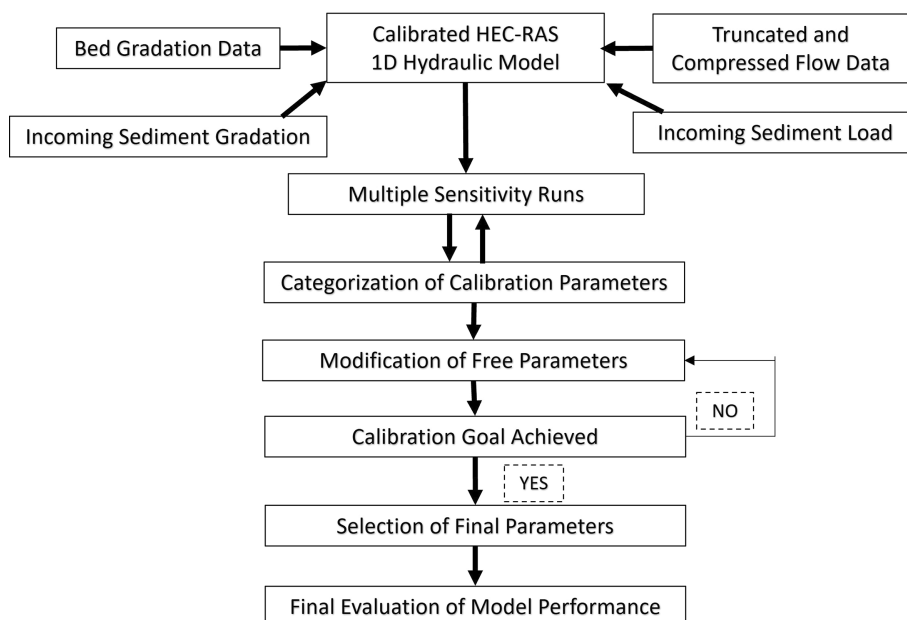 Bed Gradation Data
Calibrated HEC-RAS
1D Hydraulic Model
Truncated and
Compressed Flow Data
Incoming Sediment Gradation
Incoming Sediment Load
Multiple Sensitivity Runs
Categorization of Calibration Parameters
Modification of Free Parameters
NO
Calibration Goal Achieved
YES
Selection of Final Parameters
Final Evaluation of Model Performance